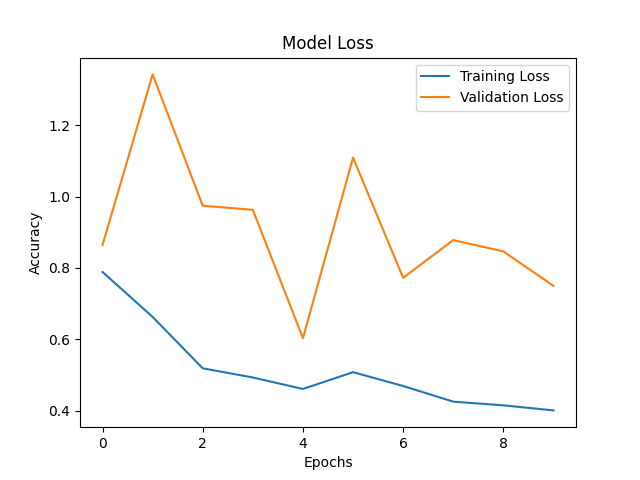 Model Loss
Training Loss
Validation Loss
1.2
1.0
0.8
0.6
0.4
Accuracy
0 2 4 6 8
Epochs